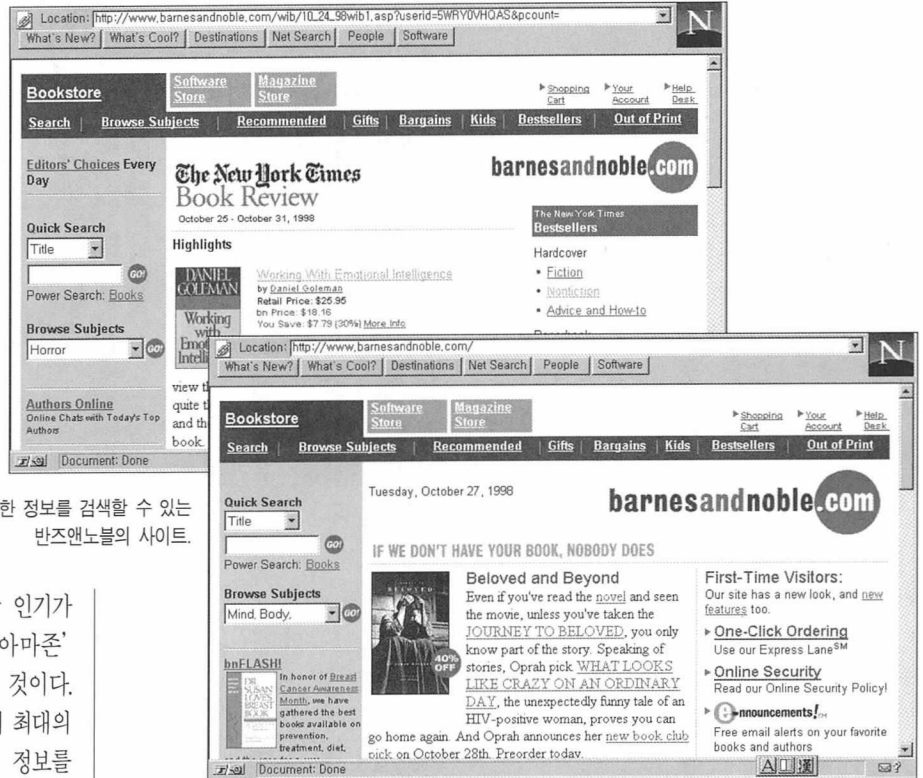 Location: http://www.barnesandnoble.com/wib/10_24_98wib1.asp?userid=5WRY0VHQAS&pcount=
N
What's New? What's Cool? Destinations Net Search People Software
Bookstore
Software Store
Magazine Store
Shopping Cart
Your Account
Help Desk
Search | Browse Subjects | Recommended | Gifts | Bargains | Kids | Bestsellers | Out of Print
Editors' Choices Every
Day
Quick Search
Title
GO!
Power Search: Books
Browse Subjects
Horror
GO!
Authors Online
Online Chats with Today's Top
Authors
The New York Times
Book Review
October 25 - October 31, 1998
Highlights
DANIEL
GOLEMAN
Working
with
Working With Emotional Intelligence
by Daniel Goleman
Retail Price: $25.95
bn Price: $18.16
You Save: $7.79 (30%) More Info
view
quite
and the
book.
barnesandnoble.com
The New York Times
Bestsellers
Hardcover
• Fiction
• Nonfiction
• Advice and How-to
Document: Done
한 정보를 검색할 수 있는
반즈앤노블의 사이트.
인기가
아마존'
것이다.
최대의
정보를
Location: http://www.barnesandnoble.com/
N
What's New? What's Cool? Destinations Net Search People Software
Bookstore
Software Store
Magazine Store
Shopping Cart
Your Account
Help Desk
Search | Browse Subjects | Recommended | Gifts | Bargains | Kids | Bestsellers | Out of Print
Quick Search
Title
GO!
Power Search: Books
Browse Subjects
Mind, Body,
GO!
bnFLASH!
DR.
SUSAN
LOVE'S
BREAST
BOOK
In honor of Breast
Cancer Awareness
Month, we have
gathered the best
books available on
prevention,
treatment, diet,
Tuesday, October 27, 1998
barnesandnoble.com
IF WE DON'T HAVE YOUR BOOK, NOBODY DOES
BELOVED
40%
OFF
Beloved and Beyond
Even if you've read the novel and seen
the movie, unless you've taken the
JOURNEY TO BELOVED, you only
know part of the story. Speaking of
stories, Oprah pick WHAT LOOKS
LIKE CRAZY ON AN ORDINARY
DAY, the unexpectedly funny tale of an
HIV-positive woman, proves you can
go home again. And Oprah announces her new book club
pick on October 28th. Preorder today.
First-Time Visitors:
Our site has a new look, and new
features too.
One-Click Ordering
Use our Express Lane℠
Online Security
Read our Online Security Policy!
e-nnouncements!™
Free email alerts on your favorite
books and authors
Document: Done
A 漢